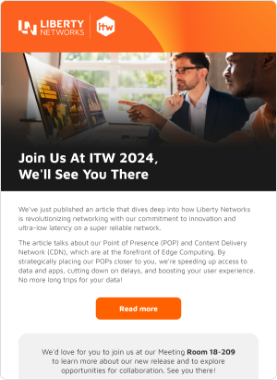 LIBERTY NETWORKS itw
Join Us At ITW 2024,
We'll See You There
We've just published an article that dives deep into how Liberty Networks
is revolutionizing networking with our commitment to innovation and
ultra-low latency on a super reliable network.
The article talks about our Point of Presence (POP) and Content Delivery
Network (CDN), which are at the forefront of Edge Computing. By
strategically placing our POPs closer to you, we're speeding up access to
data and apps, cutting down on delays, and boosting your user experience.
No more long trips for your data!
Read more
We'd love for you to join us at our Meeting Room 18-209
to learn more about our new release and to explore
opportunities for collaboration. See you there!